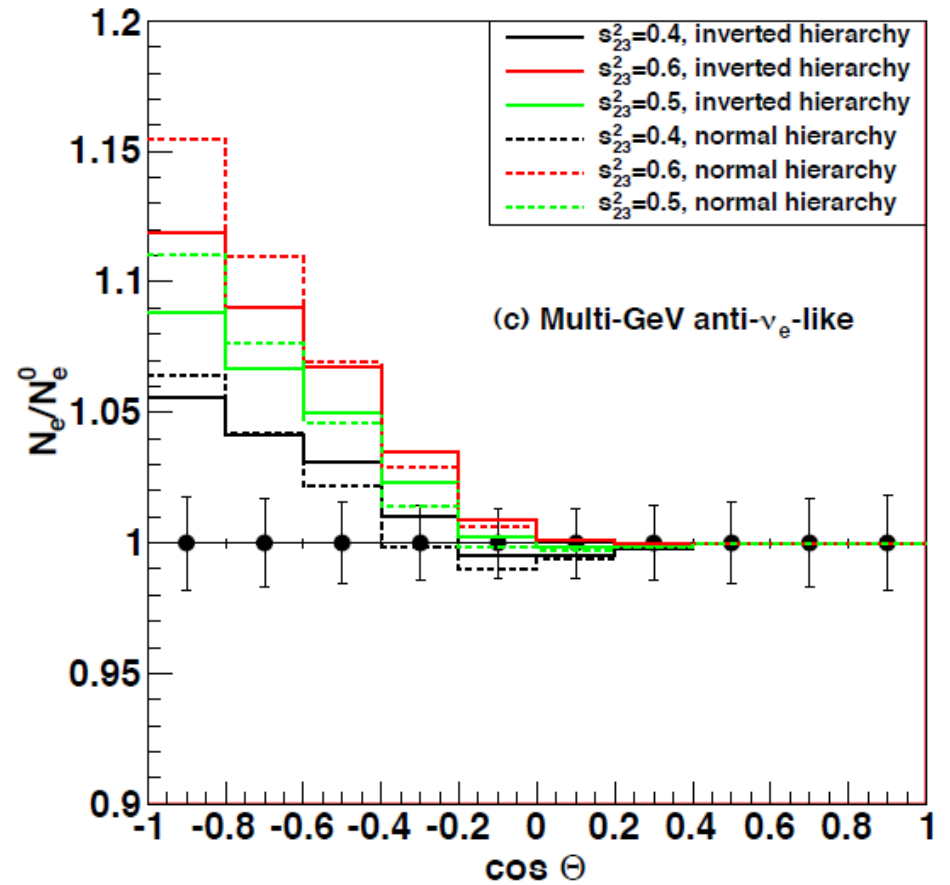 1.2
1.15
1.1
1.05
1
0.95
0.9
N_e/N_e^0
s²₂₃=0.4, inverted hierarchy
s²₂₃=0.6, inverted hierarchy
s²₂₃=0.5, inverted hierarchy
s²₂₃=0.4, normal hierarchy
s²₂₃=0.6, normal hierarchy
s²₂₃=0.5, normal hierarchy
(c) Multi-GeV anti-νₑ-like
-1 -0.8 -0.6 -0.4 -0.2 0 0.2 0.4 0.6 0.8 1
cos Θ